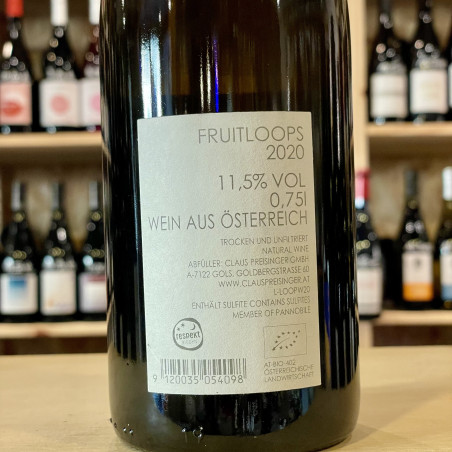 FRUITLOOPS
2020
11,5% VOL
0,75l
WEIN AUS ÖSTERREICH
TROCKEN UND UNFILTRIERT
NATURAL WINE
ABFÜLLER: CLAUS PREISINGER GMBH
A-7122 GOLS, GOLDBERGSTRASSE 60
WWW.CLAUSPREISINGER.AT
L-LOOPW20
ENTHÄLT SULFITE CONTAINS SULFITES
MEMBER OF PANNOBILE
respekt
AT-BIO-402
ÖSTERREICHISCHE
LANDWIRTSCHAFT
9 120035 054098